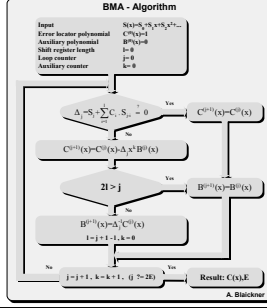 BMA - Algorithm
Input S(x)=S₀+S₁x+S₂x²+...
Error locator polynomial C⁽⁰⁾(x)=1
Auxiliary polynomial B⁽⁰⁾(x)=0
Shift register length l= 0
Loop counter j= 0
Auxiliary counter k= 0
Yes
C⁽ʲ⁺¹⁾(x)=C⁽ʲ⁾(x)
No
C⁽ʲ⁺¹⁾(x)=C⁽ʲ⁾(x)-Δⱼxᵏ B⁽ʲ⁾(x)
2l > j
Yes
B⁽ʲ⁺¹⁾(x)=B⁽ʲ⁾(x)
No
B⁽ʲ⁺¹⁾(x)=Δⱼ⁻¹C⁽ʲ⁾(x)
l = j + 1 - l , k = 0
No
j = j + 1 , k = k + 1 , (j ?= 2E)
Yes
Result: C(x),E
A. Blaickner